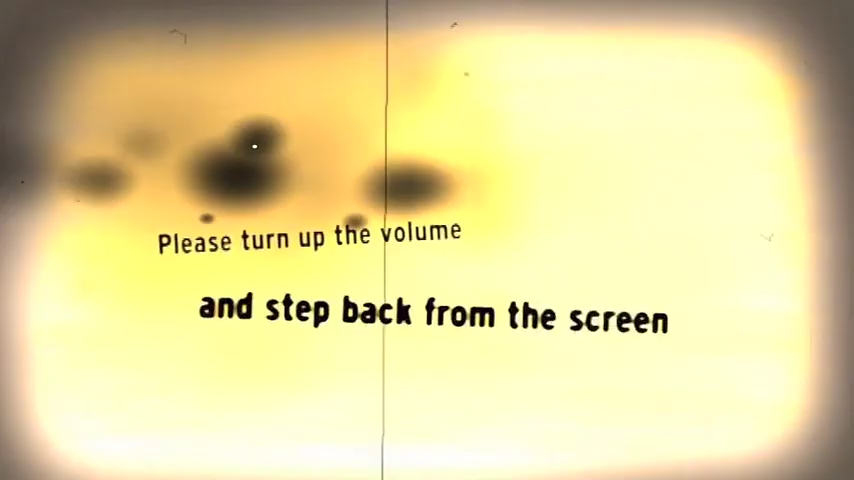 Please turn up the volume
and step back from the screen